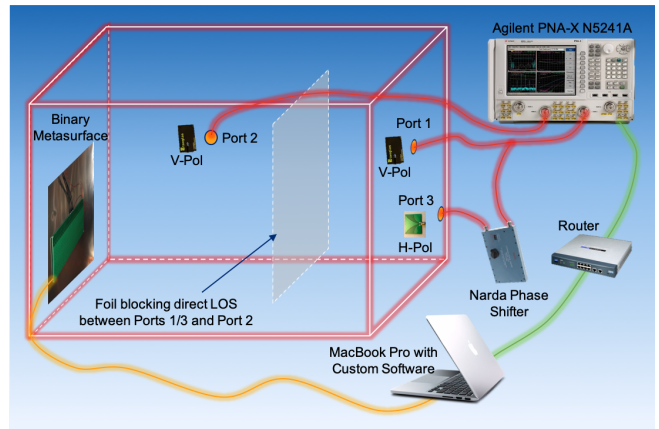 Agilent PNA-X N5241A
Binary
Metasurface
Port 2
V-Pol
Port 1
V-Pol
Port 3
H-Pol
Router
Narda Phase
Shifter
Foil blocking direct LOS
between Ports 1/3 and Port 2
MacBook Pro with
Custom Software